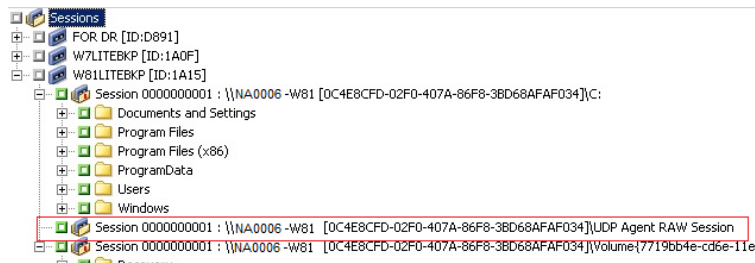 Sessions
FOR DR [ID:D891]
W7LITEBKP [ID:1A0F]
W81LITEBKP [ID:1A15]
Session 0000000001 : \\NA0006 -W81 [0C4E8CFD-02F0-407A-86F8-3BD68AFAF034]\C:
Documents and Settings
Program Files
Program Files (x86)
ProgramData
Users
Windows
Session 0000000001 : \\NA0006 -W81 [0C4E8CFD-02F0-407A-86F8-3BD68AFAF034]\UDP Agent RAW Session
Session 0000000001 : \\NA0006 -W81 [0C4E8CFD-02F0-407A-86F8-3BD68AFAF034]\Volume{7719bb4e-cd6e-11e